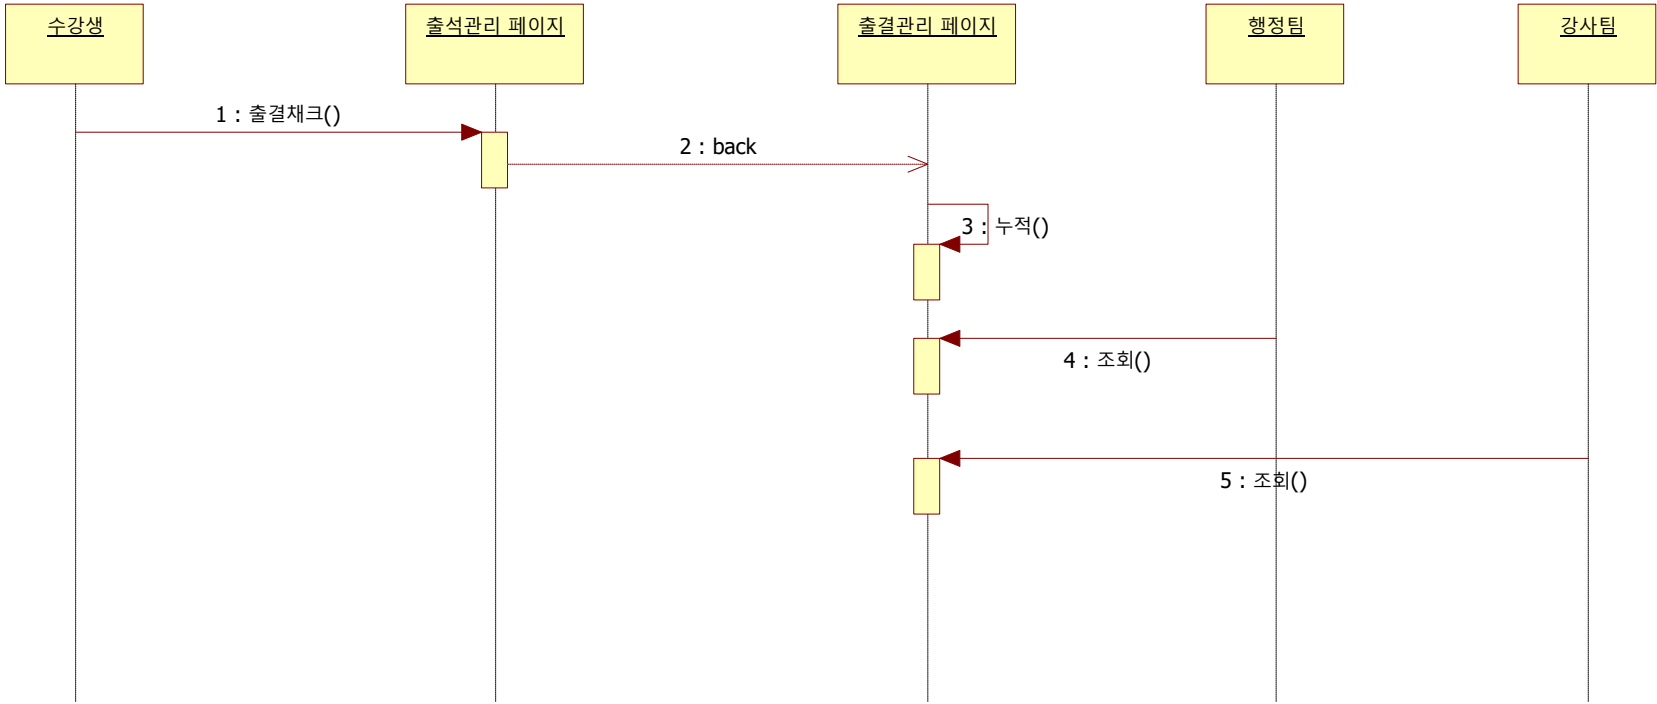 수강생
출석관리 페이지
출결관리 페이지
행정팀
강사팀
1 : 출결채크()
2 : back
3 : 누적()
4 : 조회()
5 : 조회()